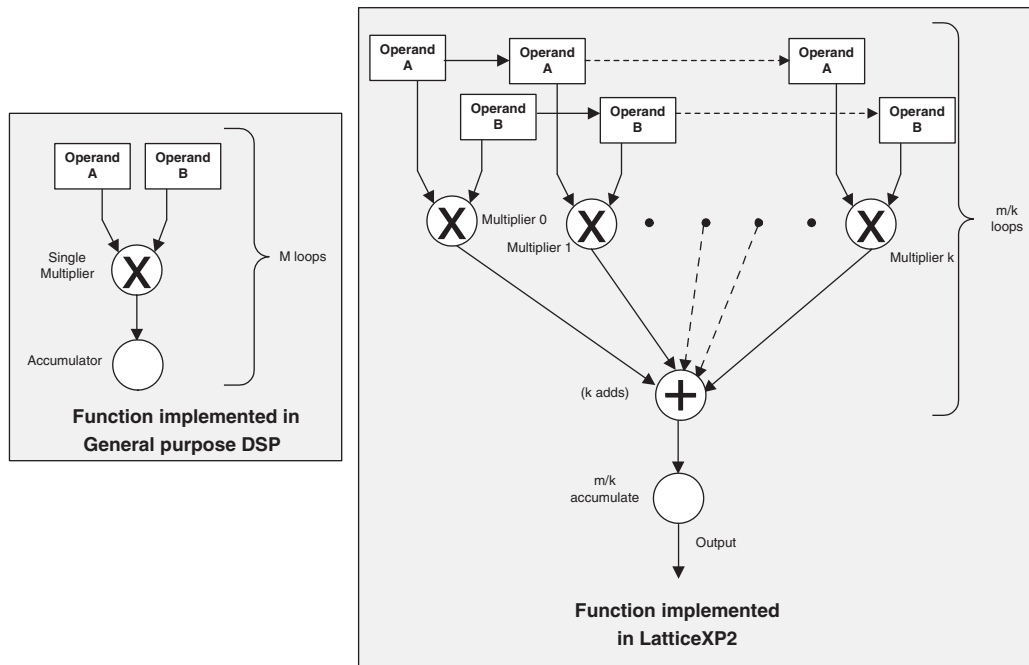 Operand
A
Operand
B
Single
Multiplier
X
M loops
Accumulator
Function implemented in
General purpose DSP
Operand
A
Operand
A
Operand
A
Operand
B
Operand
B
Operand
B
X
Multiplier 0
X
Multiplier 1
X
Multiplier k
m/k
loops
(k adds)
+
m/k
accumulate
Output
Function implemented
in LatticeXP2